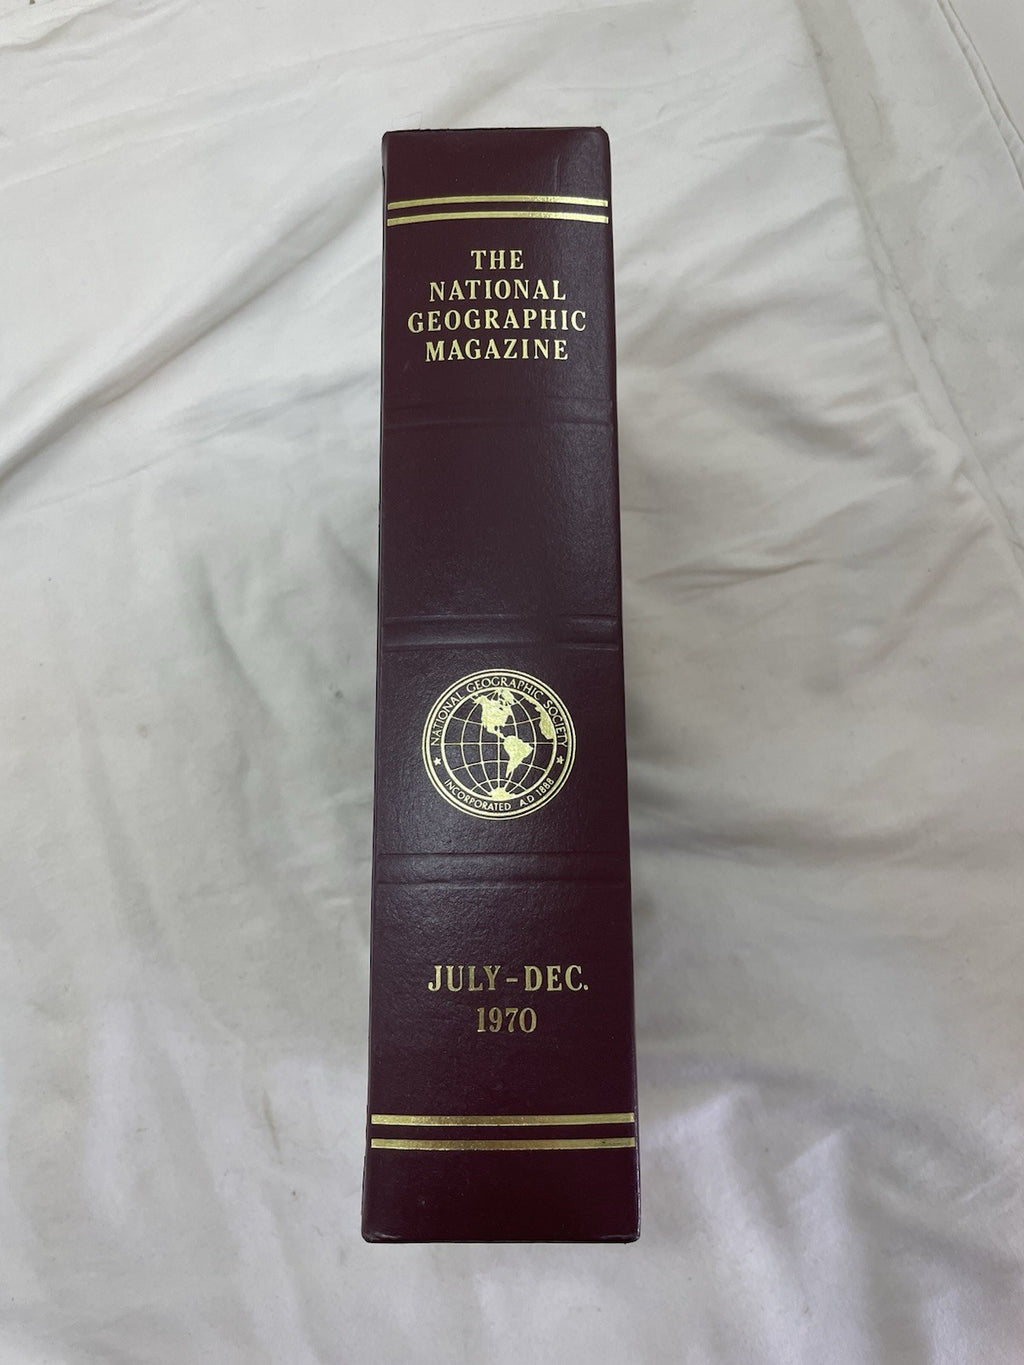 THE
NATIONAL
GEOGRAPHIC
MAGAZINE
NATIONAL GEOGRAPHIC SOCIETY
INCORPORATED A.D 1888
JULY-DEC.
1970